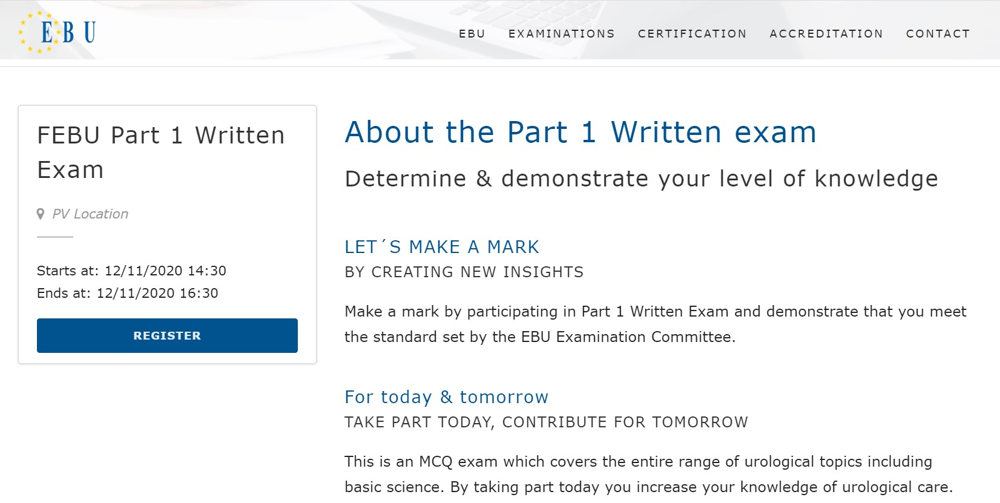 EBU
EBU EXAMINATIONS CERTIFICATION ACCREDITATION CONTACT
FEBU Part 1 Written
Exam
PV Location
Starts at: 12/11/2020 14:30
Ends at: 12/11/2020 16:30
REGISTER
About the Part 1 Written exam
Determine & demonstrate your level of knowledge
LET´S MAKE A MARK
BY CREATING NEW INSIGHTS
Make a mark by participating in Part 1 Written Exam and demonstrate that you meet
the standard set by the EBU Examination Committee.
For today & tomorrow
TAKE PART TODAY, CONTRIBUTE FOR TOMORROW
This is an MCQ exam which covers the entire range of urological topics including
basic science. By taking part today you increase your knowledge of urological care.